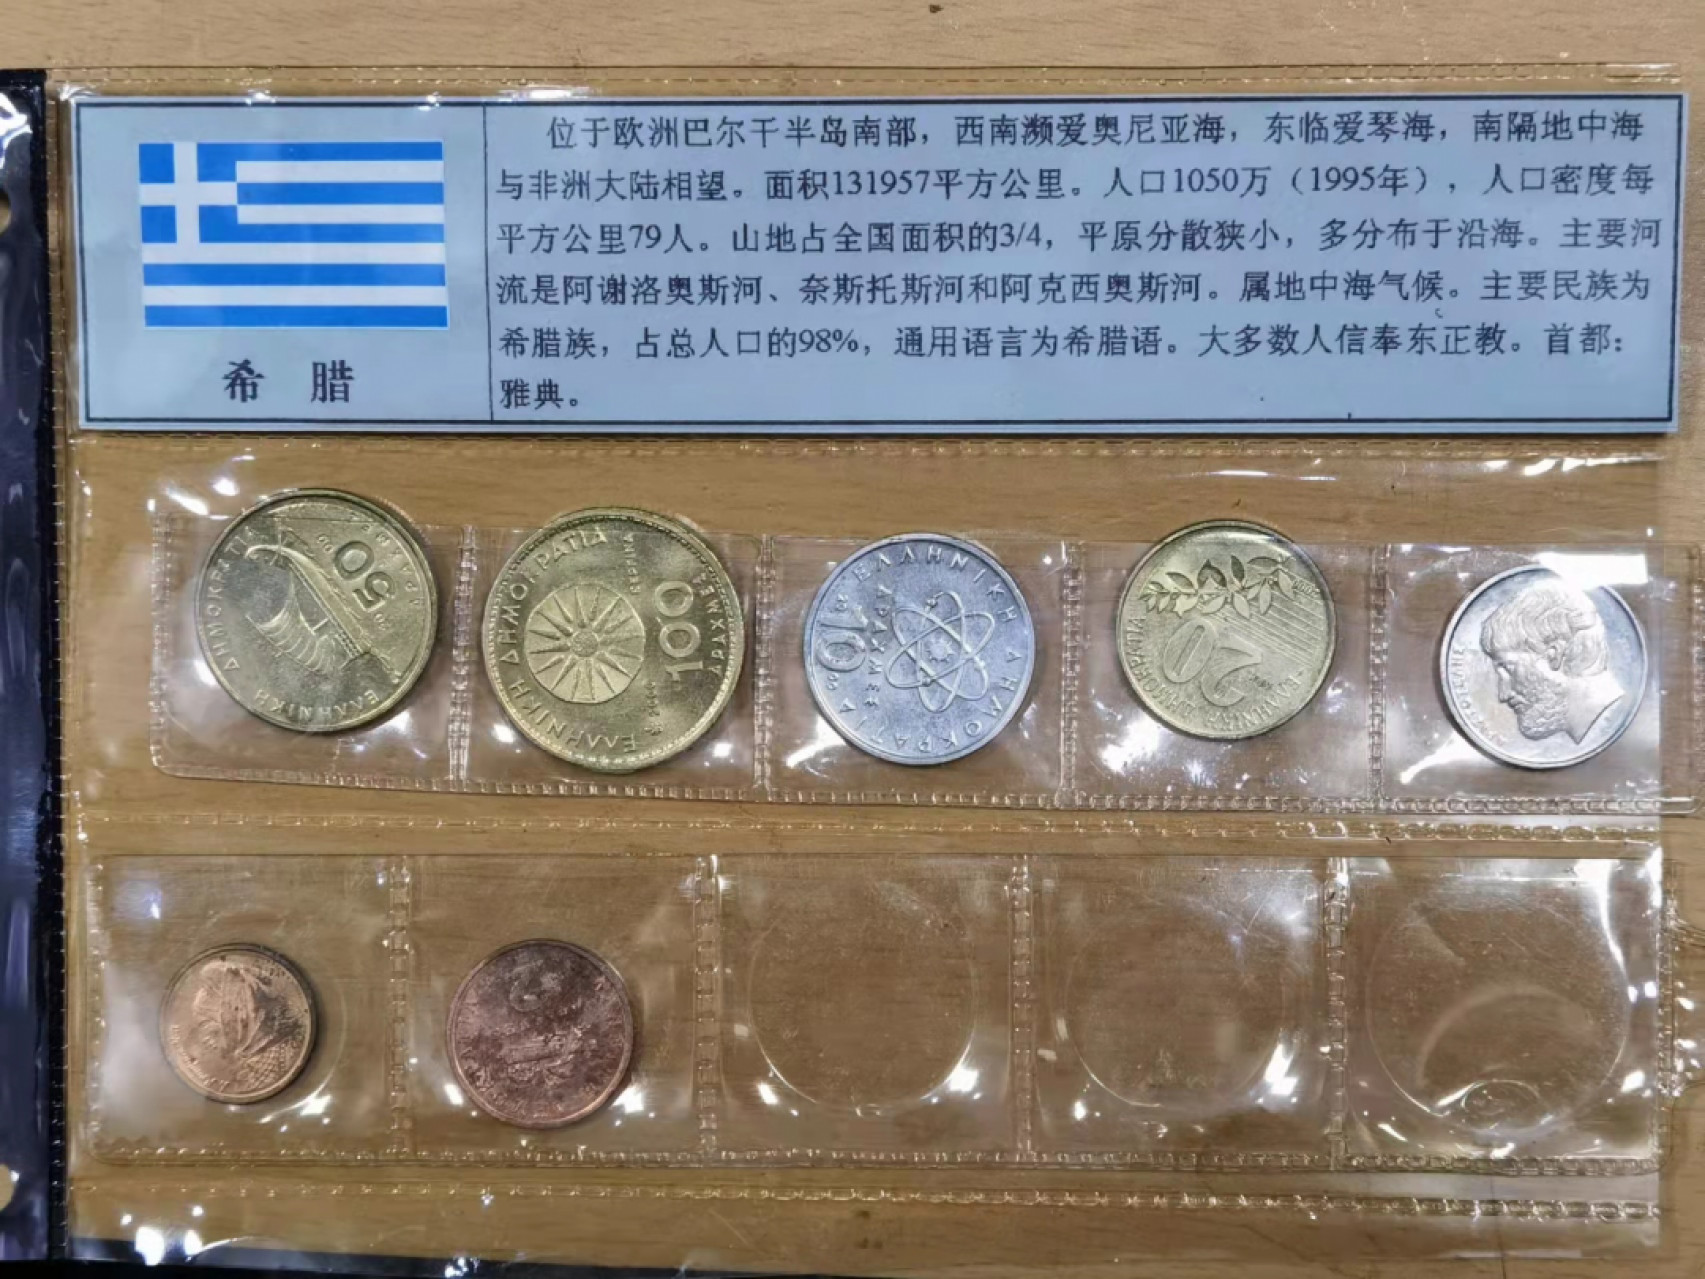 位于欧洲巴尔干半岛南部，西南濒爱奥尼亚海，东临爱琴海，南隔地中海
与非洲大陆相望。面积131957平方公里。人口1050万（1995年），人口密度每
平方公里79人。山地占全国面积的3/4，平原分散狭小，多分布于沿海。主要河
流是阿谢洛奥斯河、奈斯托斯河和阿克西奥斯河。属地中海气候。主要民族为
希腊族，占总人口的98%，通用语言为希腊语。大多数人信奉东正教。首都：
雅典。
希 腊
50
ΕΛΛΗΝΙΚΗ ΔΗΜΟΚΡΑΤΙΑ
100 ΔΡΑΧΜΕΣ
ΕΛΛΗΝΙΚΗ ΔΗΜΟΚΡΑΤΙΑ
10 ΔΡΑΧΜΕΣ
ΕΛΛΗΝΙΚΗ ΔΗΜΟΚΡΑΤΙΑ
20
ΕΛΛΗΝΙΚΗ ΔΗΜΟΚΡΑΤΙΑ